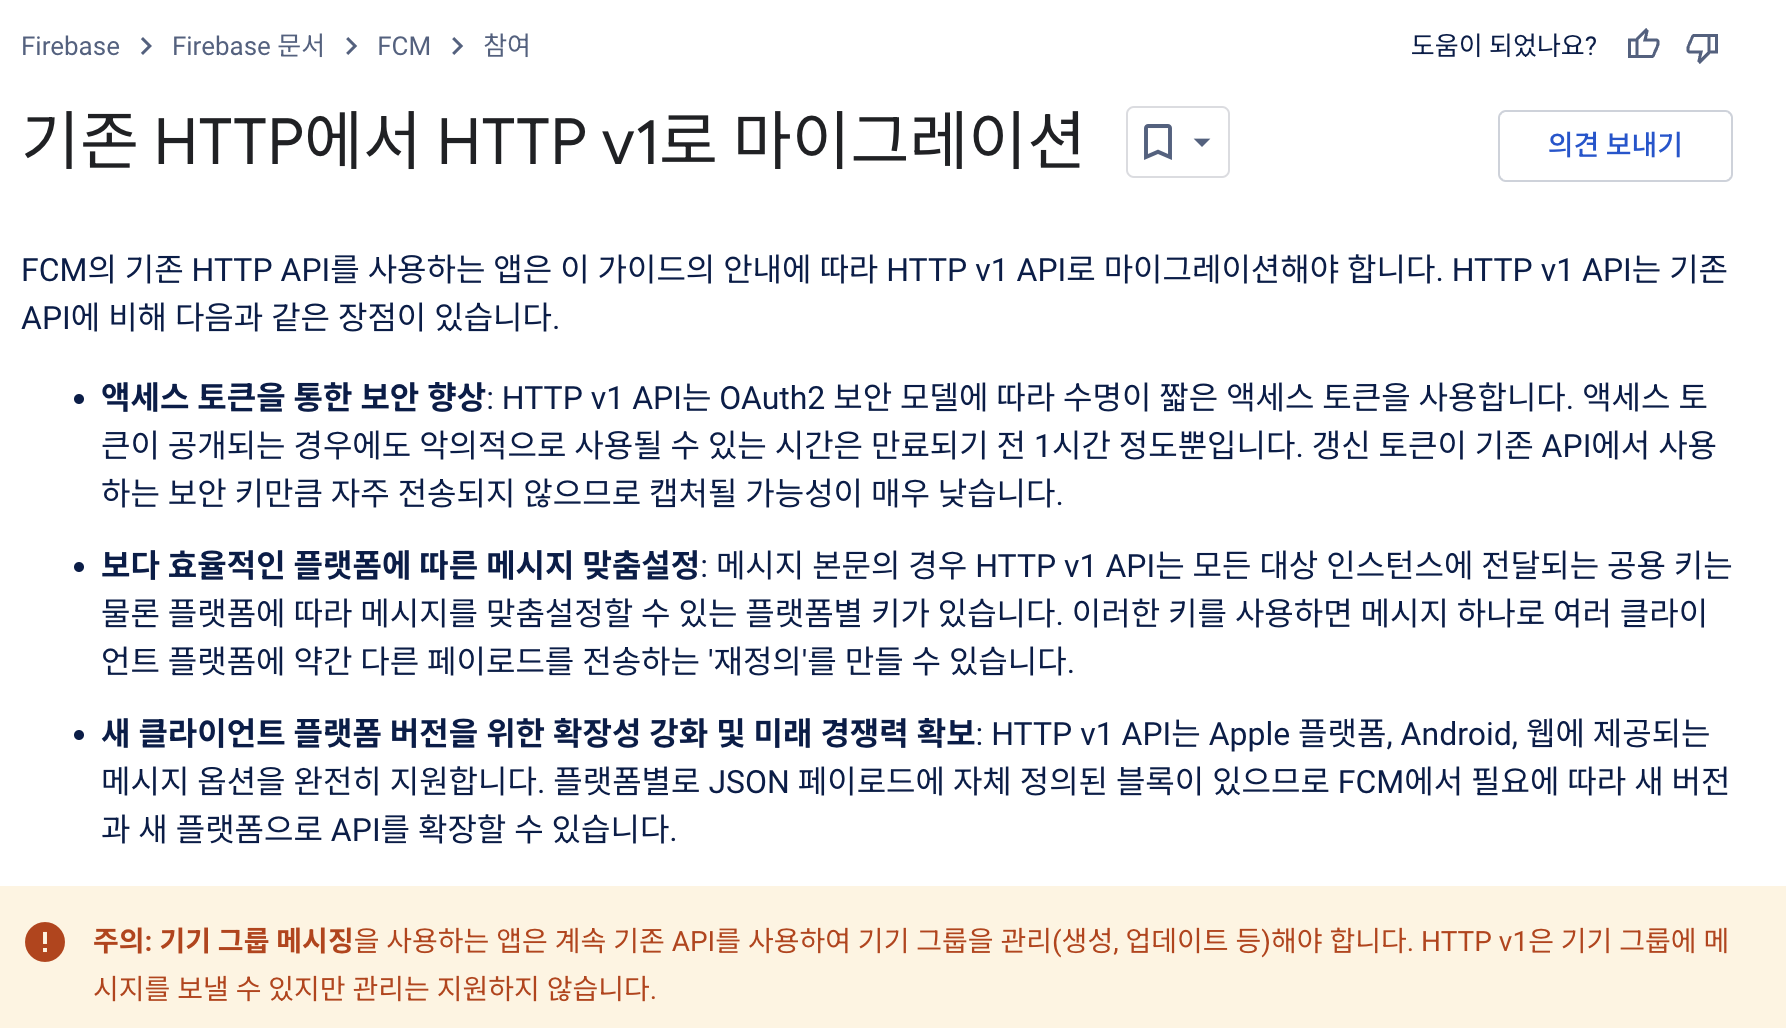 Firebase > Firebase 문서 > FCM > 참여
도움이 되었나요?
기존 HTTP에서 HTTP v1로 마이그레이션
의견 보내기
FCM의 기존 HTTP API를 사용하는 앱은 이 가이드의 안내에 따라 HTTP v1 API로 마이그레이션해야 합니다. HTTP v1 API는 기존
API에 비해 다음과 같은 장점이 있습니다.
• 액세스 토큰을 통한 보안 향상: HTTP v1 API는 OAuth2 보안 모델에 따라 수명이 짧은 액세스 토큰을 사용합니다. 액세스 토
큰이 공개되는 경우에도 악의적으로 사용될 수 있는 시간은 만료되기 전 1시간 정도뿐입니다. 갱신 토큰이 기존 API에서 사용
하는 보안 키만큼 자주 전송되지 않으므로 캡처될 가능성이 매우 낮습니다.
• 보다 효율적인 플랫폼에 따른 메시지 맞춤설정: 메시지 본문의 경우 HTTP v1 API는 모든 대상 인스턴스에 전달되는 공용 키는
물론 플랫폼에 따라 메시지를 맞춤설정할 수 있는 플랫폼별 키가 있습니다. 이러한 키를 사용하면 메시지 하나로 여러 클라이
언트 플랫폼에 약간 다른 페이로드를 전송하는 '재정의'를 만들 수 있습니다.
• 새 클라이언트 플랫폼 버전을 위한 확장성 강화 및 미래 경쟁력 확보: HTTP v1 API는 Apple 플랫폼, Android, 웹에 제공되는
메시지 옵션을 완전히 지원합니다. 플랫폼별로 JSON 페이로드에 자체 정의된 블록이 있으므로 FCM에서 필요에 따라 새 버전
과 새 플랫폼으로 API를 확장할 수 있습니다.
주의: 기기 그룹 메시징을 사용하는 앱은 계속 기존 API를 사용하여 기기 그룹을 관리(생성, 업데이트 등)해야 합니다. HTTP v1은 기기 그룹에 메
시지를 보낼 수 있지만 관리는 지원하지 않습니다.